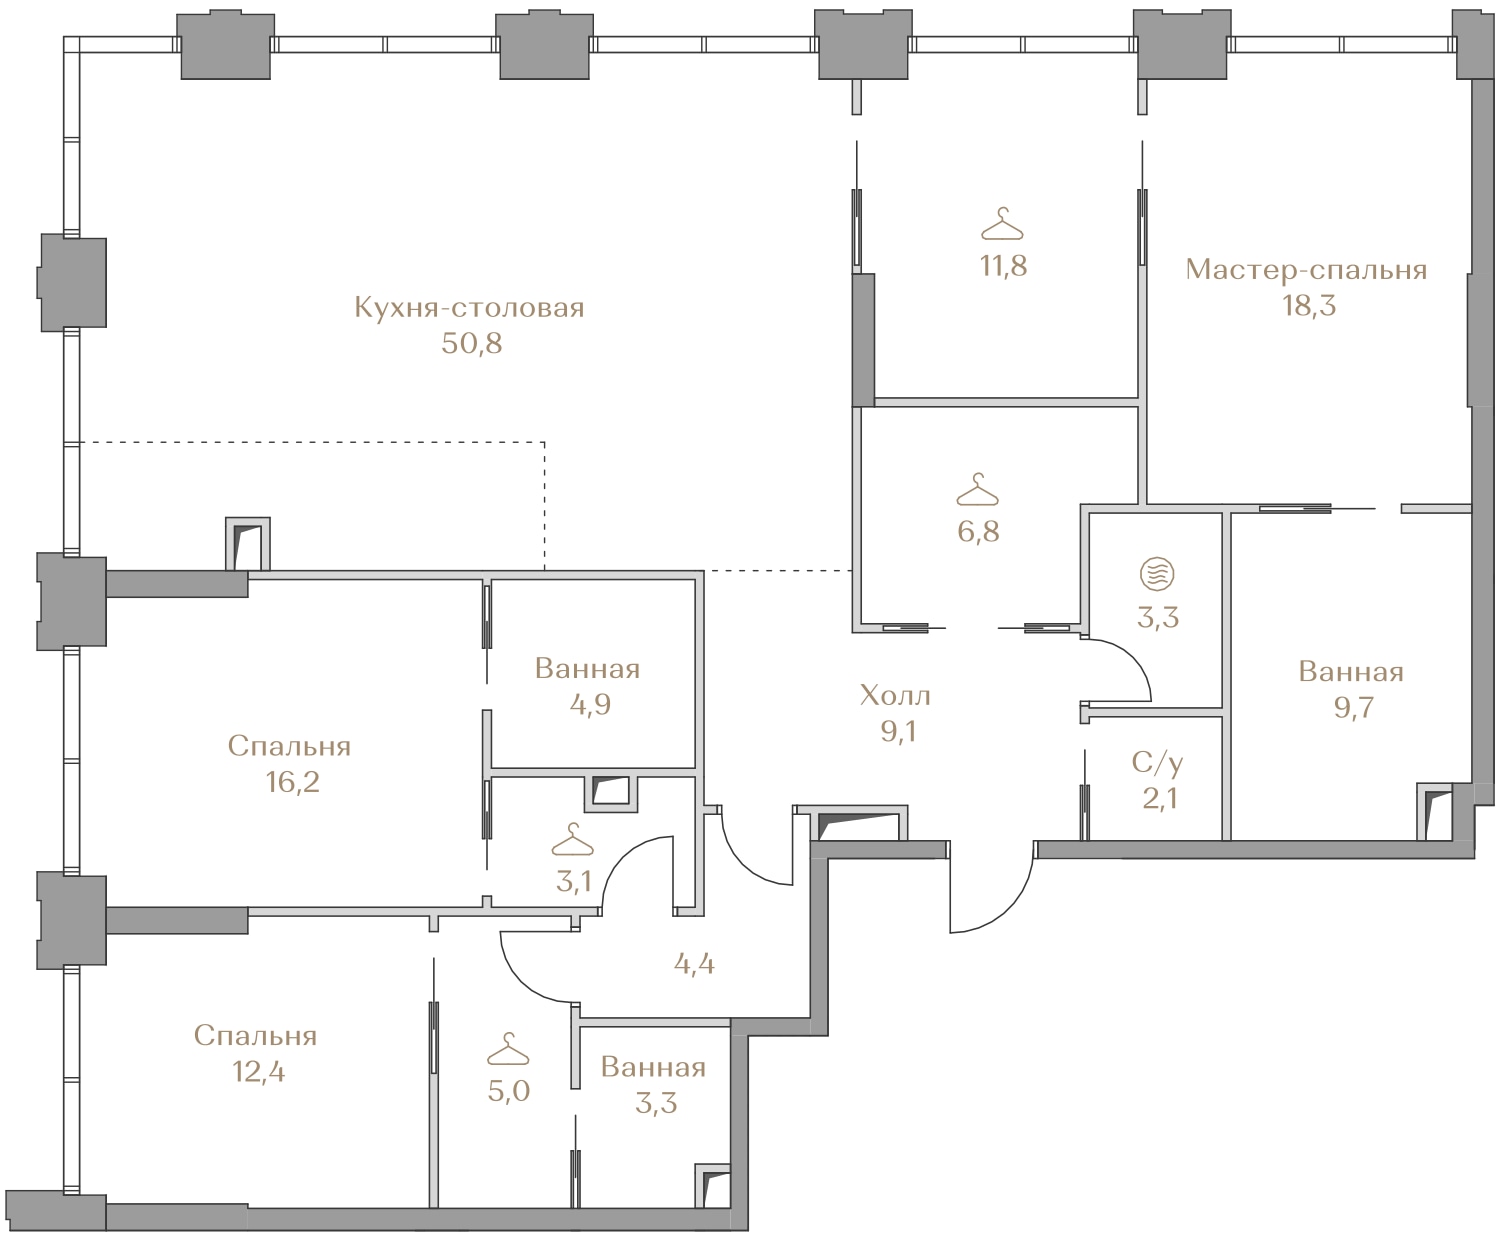 11,8
Мастер-спальня
18,3
Кухня-столовая
50,8
6,8
3,3
Ванная
4,9
Холл
9,1
Ванная
9,7
Спальня
16,2
С/у
2,1
3,1
4,4
Спальня
12,4
5,0
Ванная
3,3